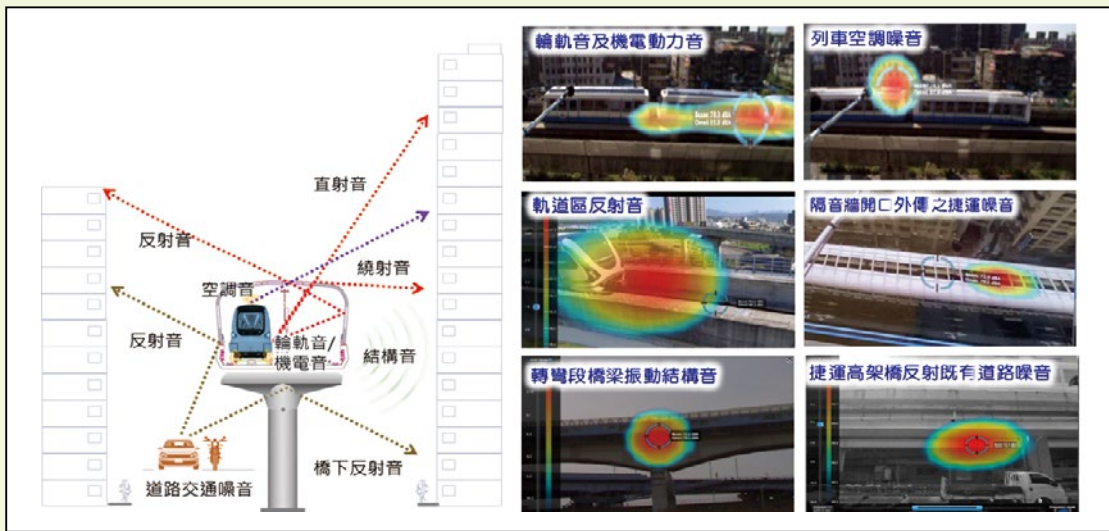 直射音
反射音
繞射音
空調音
反射音
輪軌音/
機電音
結構音
橋下反射音
道路交通噪音
輪軌音及機電動力音
列車空調噪音
軌道區反射音
隔音牆開口外傳之捷運噪音
轉彎段橋梁振動結構音
捷運高架橋反射既有道路噪音